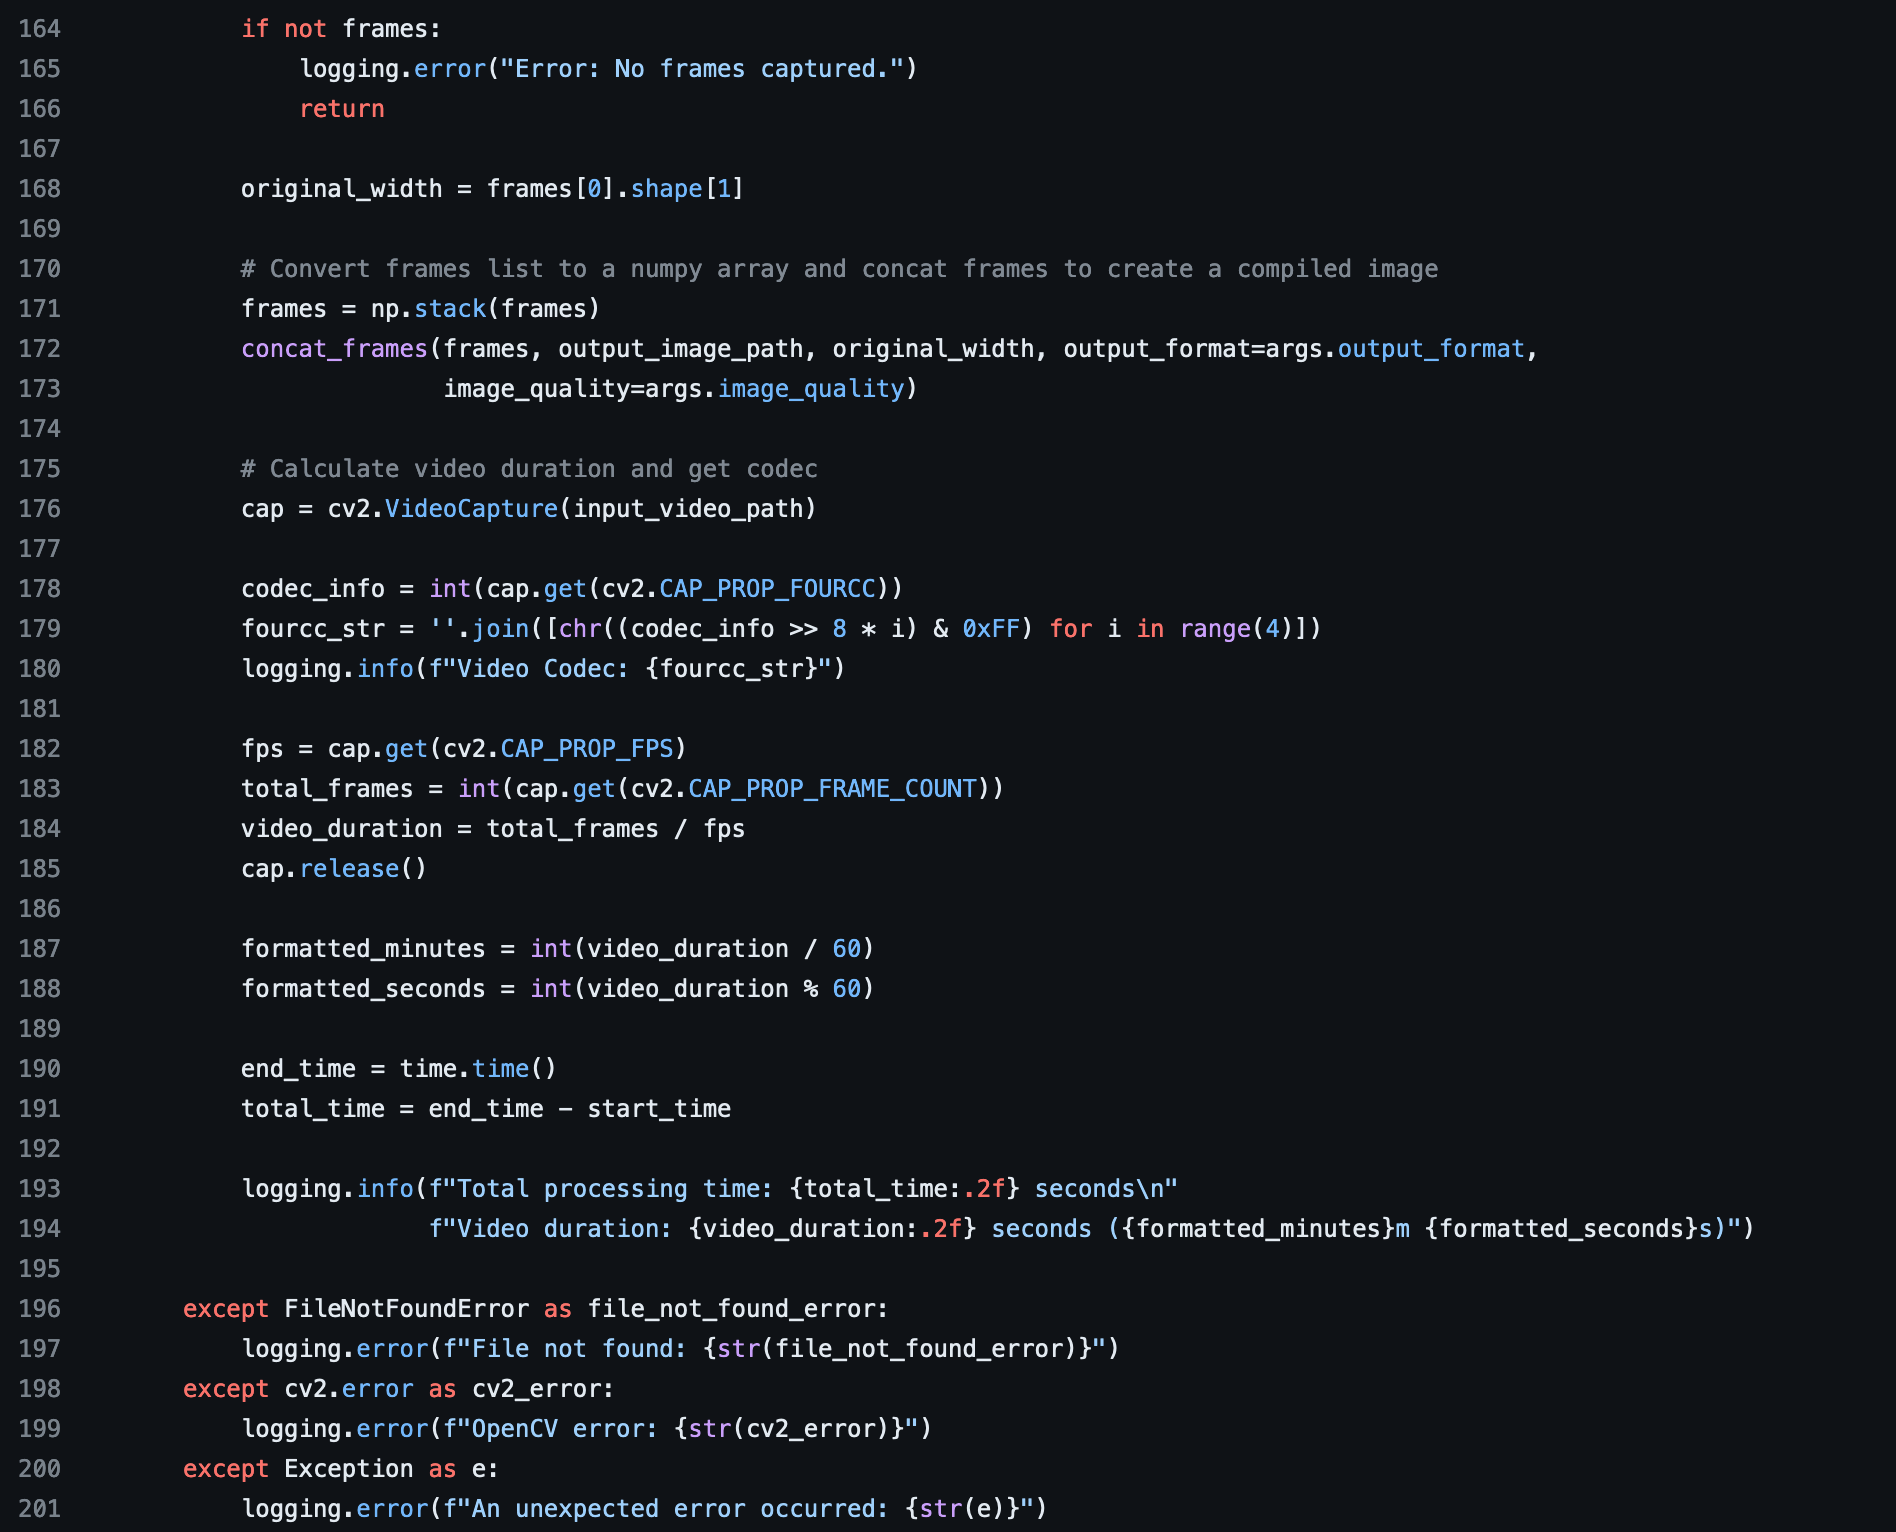 164 if not frames:
165 logging.error("Error: No frames captured.")
166 return
167
168 original_width = frames[0].shape[1]
169
170 # Convert frames list to a numpy array and concat frames to create a compiled image
171 frames = np.stack(frames)
172 concat_frames(frames, output_image_path, original_width, output_format=args.output_format,
173 image_quality=args.image_quality)
174
175 # Calculate video duration and get codec
176 cap = cv2.VideoCapture(input_video_path)
177
178 codec_info = int(cap.get(cv2.CAP_PROP_FOURCC))
179 fourcc_str = ''.join([chr((codec_info >> 8 * i) & 0xFF) for i in range(4)])
180 logging.info(f"Video Codec: {fourcc_str}")
181
182 fps = cap.get(cv2.CAP_PROP_FPS)
183 total_frames = int(cap.get(cv2.CAP_PROP_FRAME_COUNT))
184 video_duration = total_frames / fps
185 cap.release()
186
187 formatted_minutes = int(video_duration / 60)
188 formatted_seconds = int(video_duration % 60)
189
190 end_time = time.time()
191 total_time = end_time - start_time
192
193 logging.info(f"Total processing time: {total_time:.2f} seconds\n"
194 f"Video duration: {video_duration:.2f} seconds ({formatted_minutes}m {formatted_seconds}s)")
195
196 except FileNotFoundError as file_not_found_error:
197 logging.error(f"File not found: {str(file_not_found_error)}")
198 except cv2.error as cv2_error:
199 logging.error(f"OpenCV error: {str(cv2_error)}")
200 except Exception as e:
201 logging.error(f"An unexpected error occurred: {str(e)}")